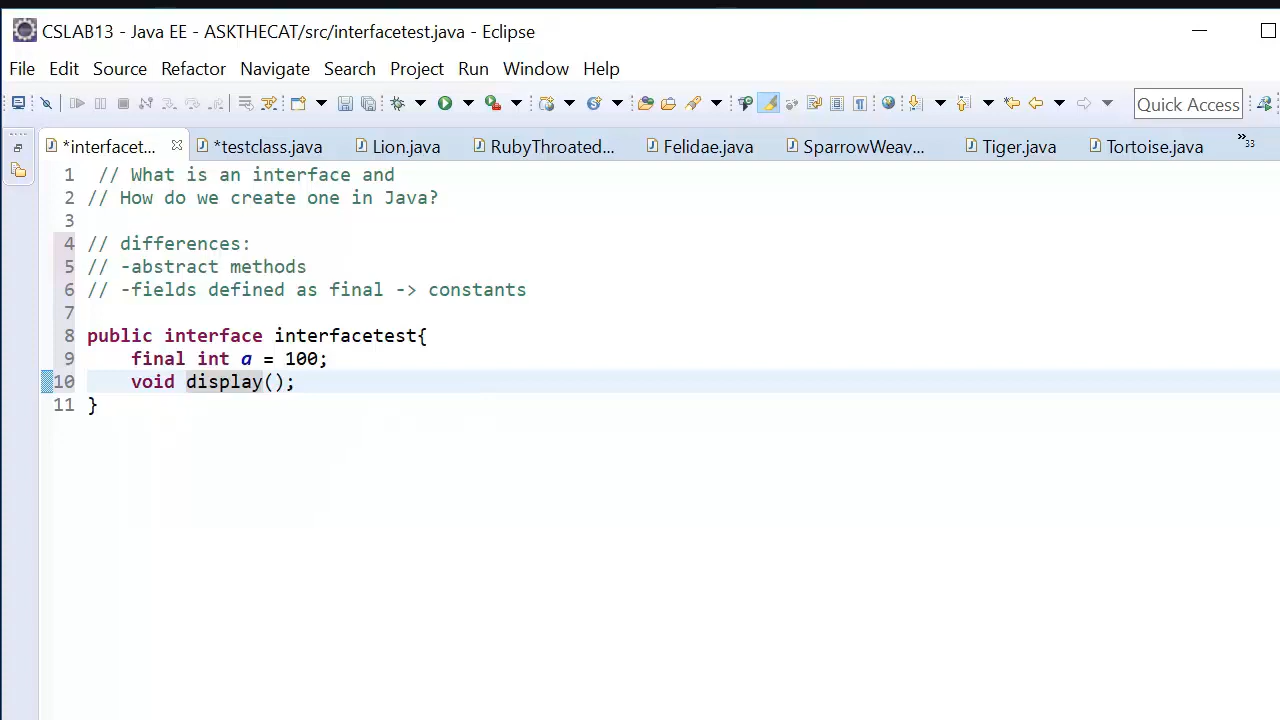 CSLAB13 - Java EE - ASKTHECAT/src/interfacetest.java - Eclipse
File Edit Source Refactor Navigate Search Project Run Window Help
Quick Access
*interfacet... *testclass.java Lion.java RubyThroated... Felidae.java SparrowWeav... Tiger.java Tortoise.java »33
1 // What is an interface and
2 // How do we create one in Java?
3
4 // differences:
5 // -abstract methods
6 // -fields defined as final -> constants
7
8 public interface interfacetest{
9 final int a = 100;
10 void display();
11 }